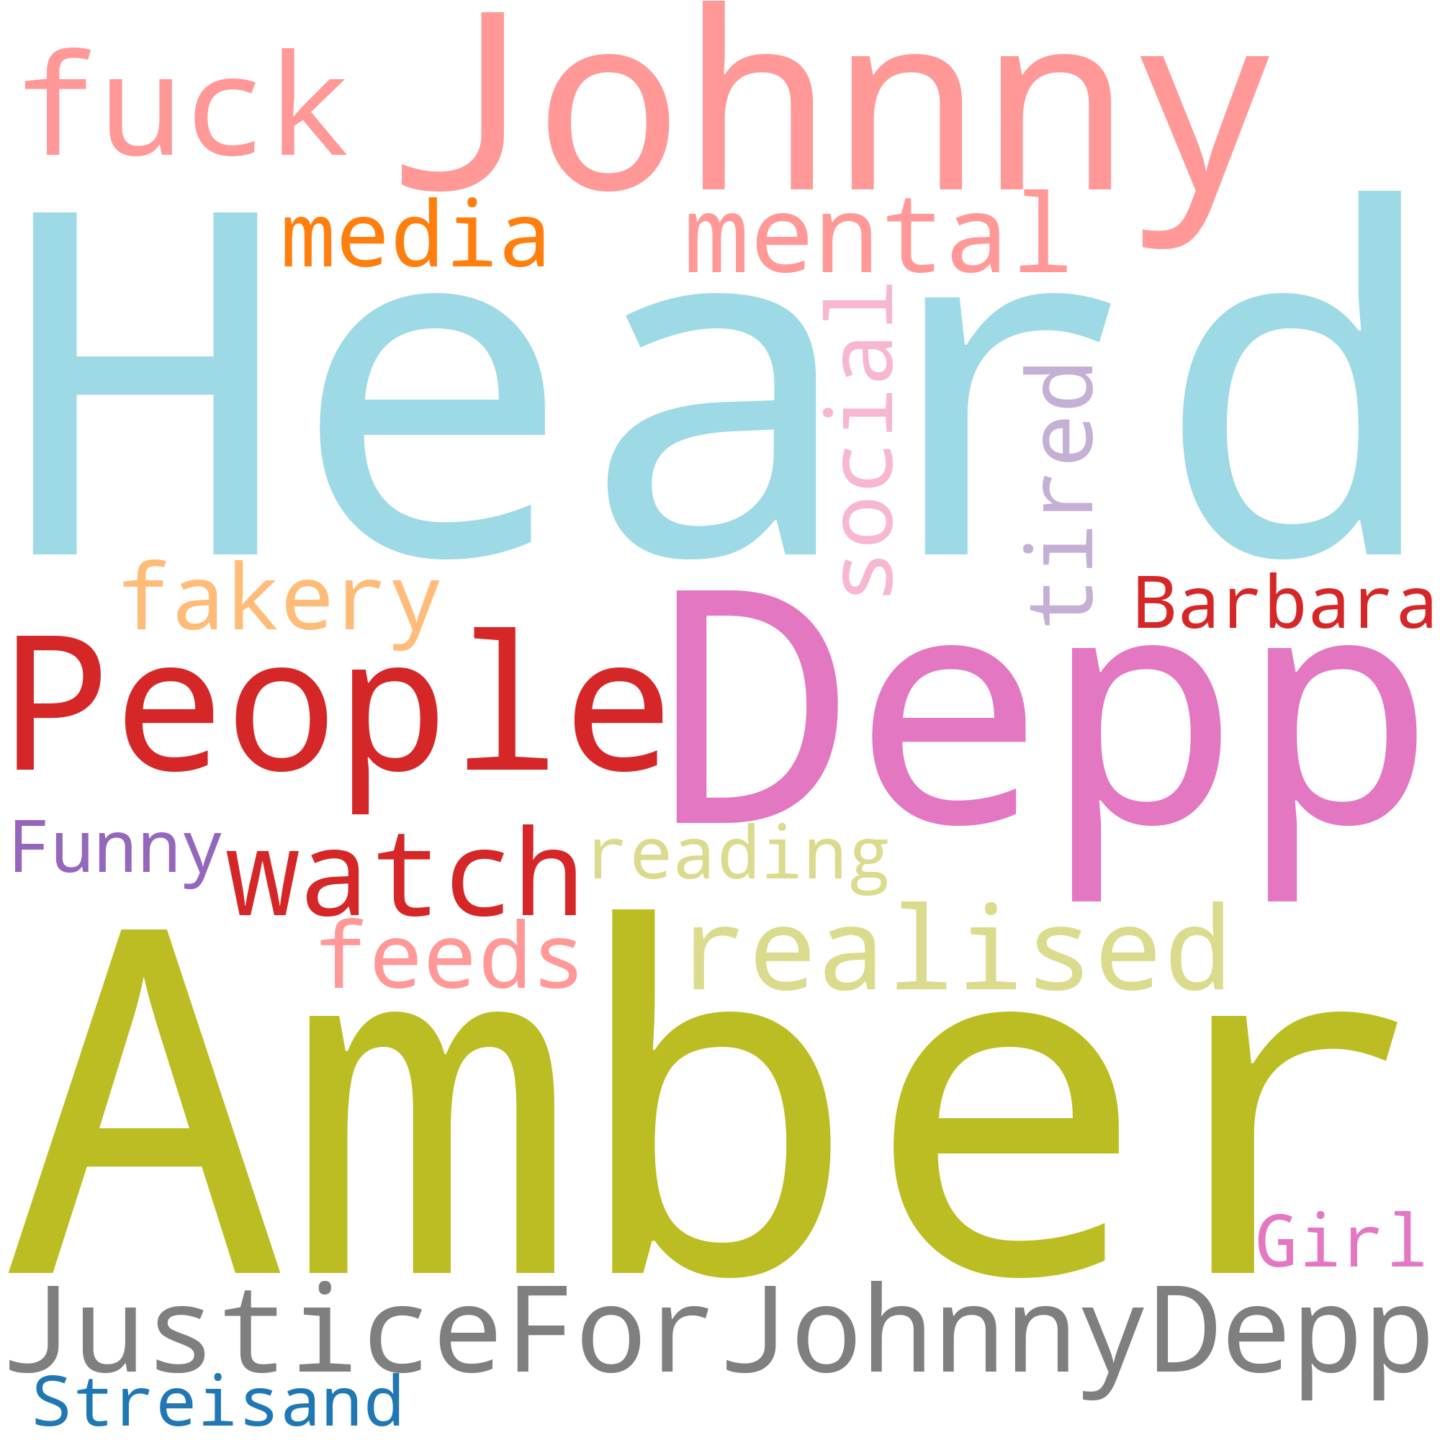 fuck Johnny
media mental
Heard
social
tired
fakery
Barbara
People Depp
Funny watch reading
feeds realised
Amber
Girl
JusticeForJohnnyDepp
Streisand